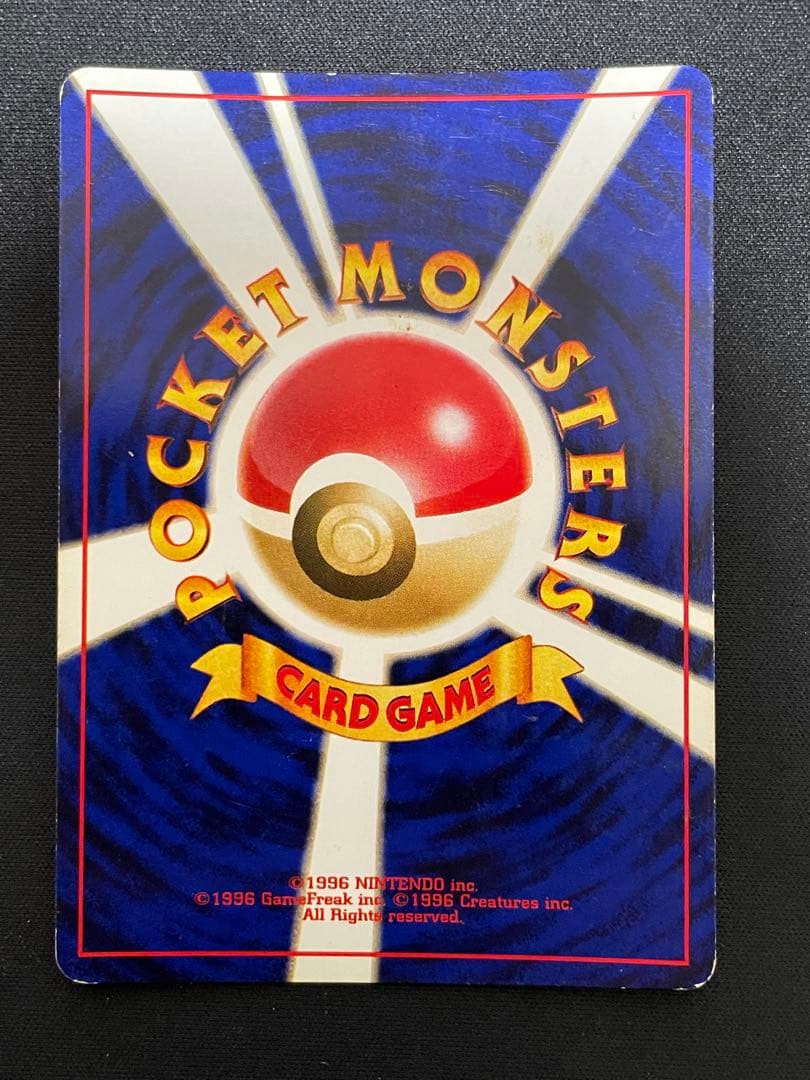 POCKET MONSTERS
CARD GAME
©1996 NINTENDO inc.
©1996 GameFreak inc. ©1996 Creatures inc.
All Rights reserved.